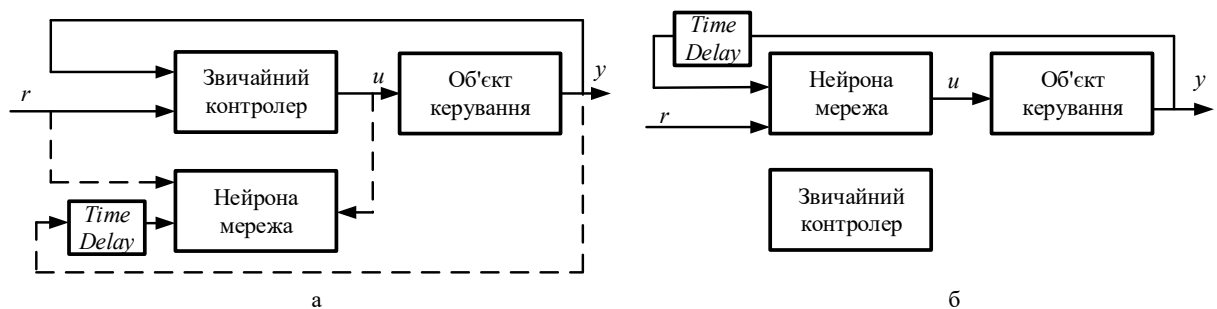 Звичайний
контролер
u
Об'єкт
керування
y
r
Нейрона
мережа
Time
Delay
а
Time
Delay
Нейрона
мережа
u
Об'єкт
керування
y
r
Звичайний
контролер
б